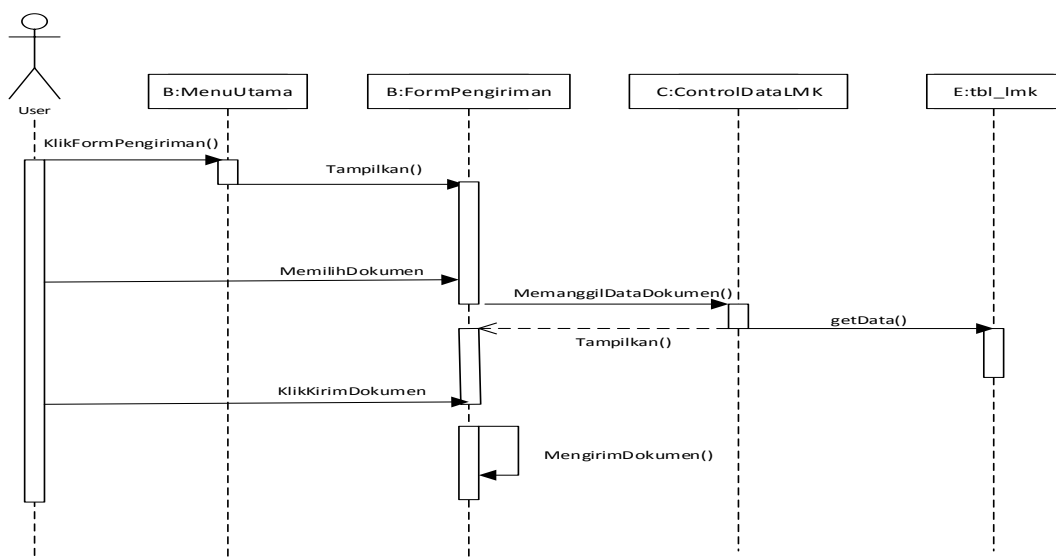 User
B:MenuUtama
B:FormPengiriman
C:ControlDataLMK
E:tbl_lmk
KlikFormPengiriman()
Tampilkan()
MemilihDokumen
MemanggilDataDokumen()
getData()
Tampilkan()
KlikKirimDokumen
MengirimDokumen()